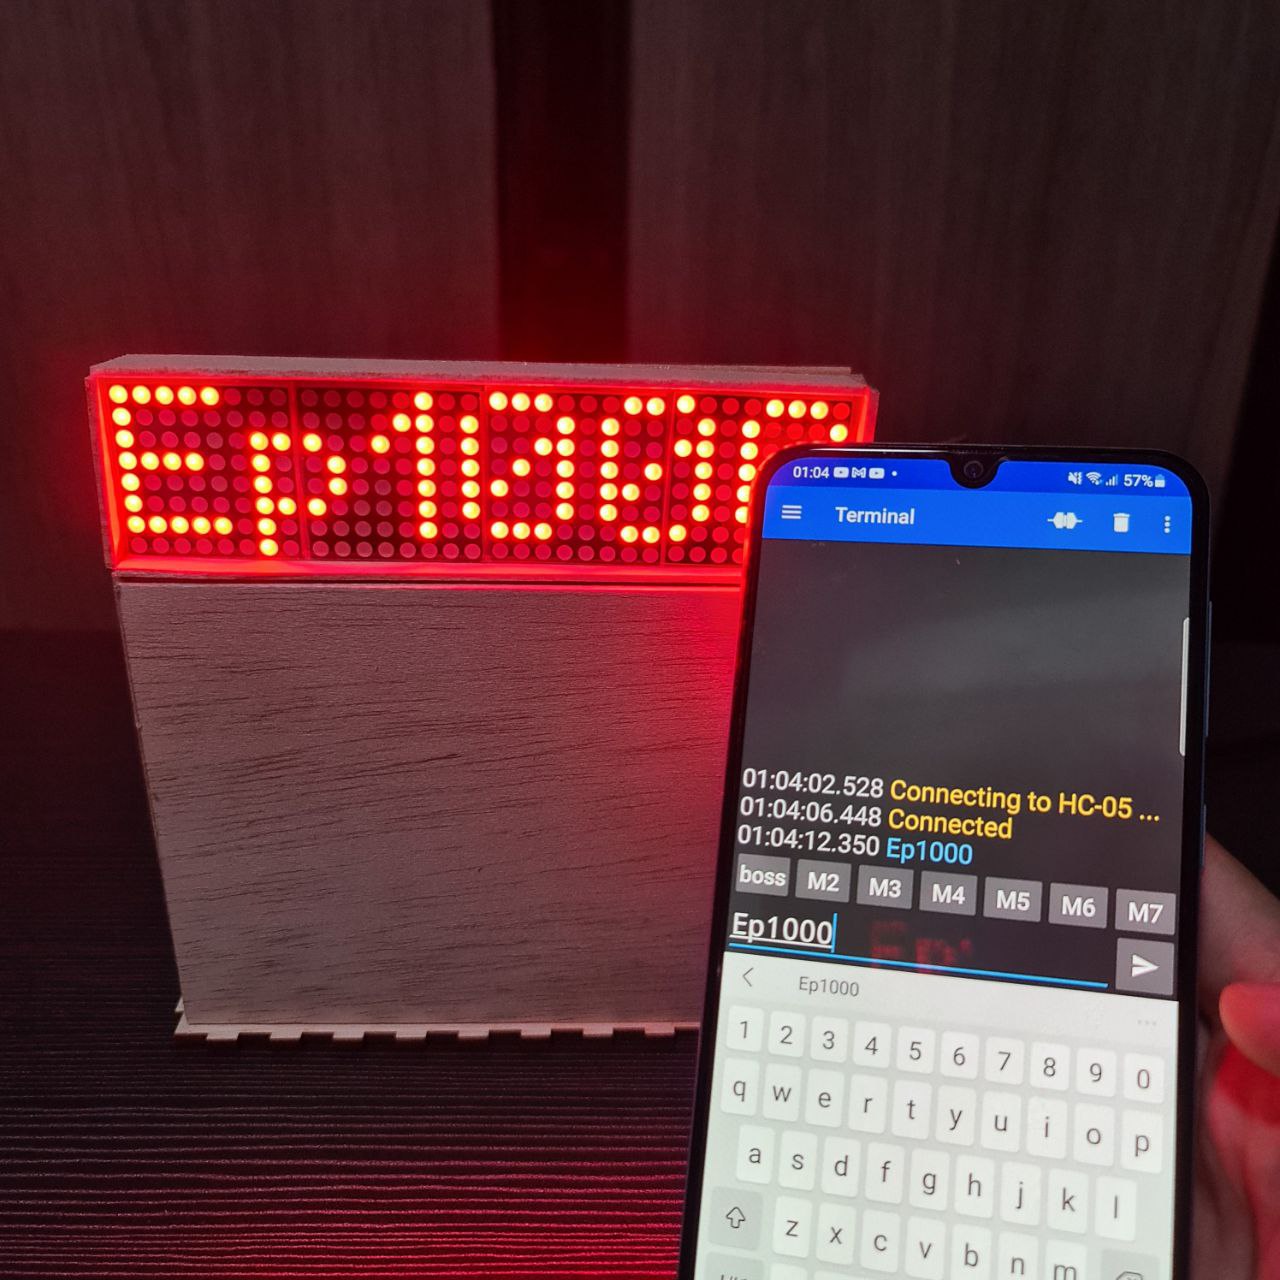 Ep1000
01:04
57%
Terminal
01:04:02.528 Connecting to HC-05 ...
01:04:06.448 Connected
01:04:12.350 Ep1000
boss M2 M3 M4 M5 M6 M7
Ep1000
Ep1000
1 2 3 4 5 6 7 8 9 0
q w e r t y u i o p
a s d f g h j k l
z x c v b n m